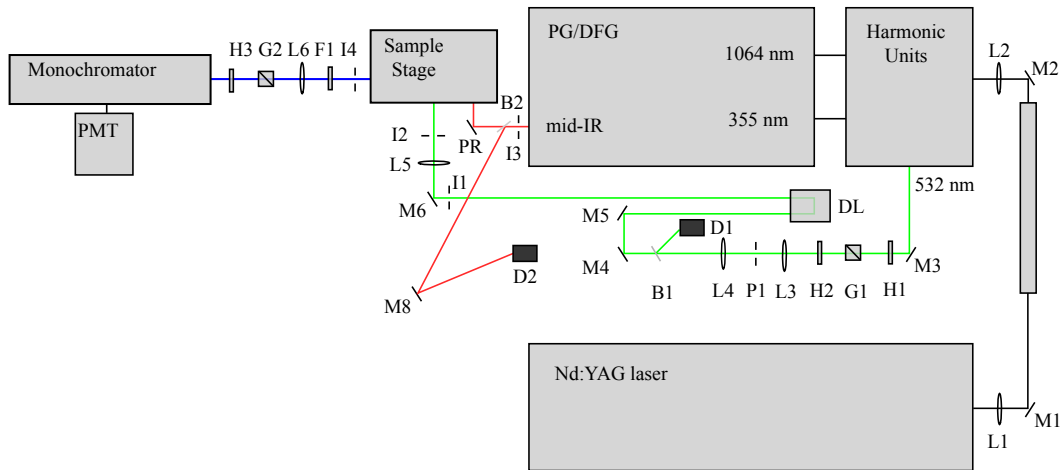 H3 G2 L6 F1 I4
Monochromator
PMT
Sample
Stage
PG/DFG
1064 nm
355 nm
mid-IR
Harmonic
Units
L2
M2
B2
I2
PR
I3
L5
I1
M6
532 nm
M5
DL
D1
M4
M3
B1 L4 P1 L3 H2 G1 H1
D2
M8
Nd:YAG laser
L1
M1